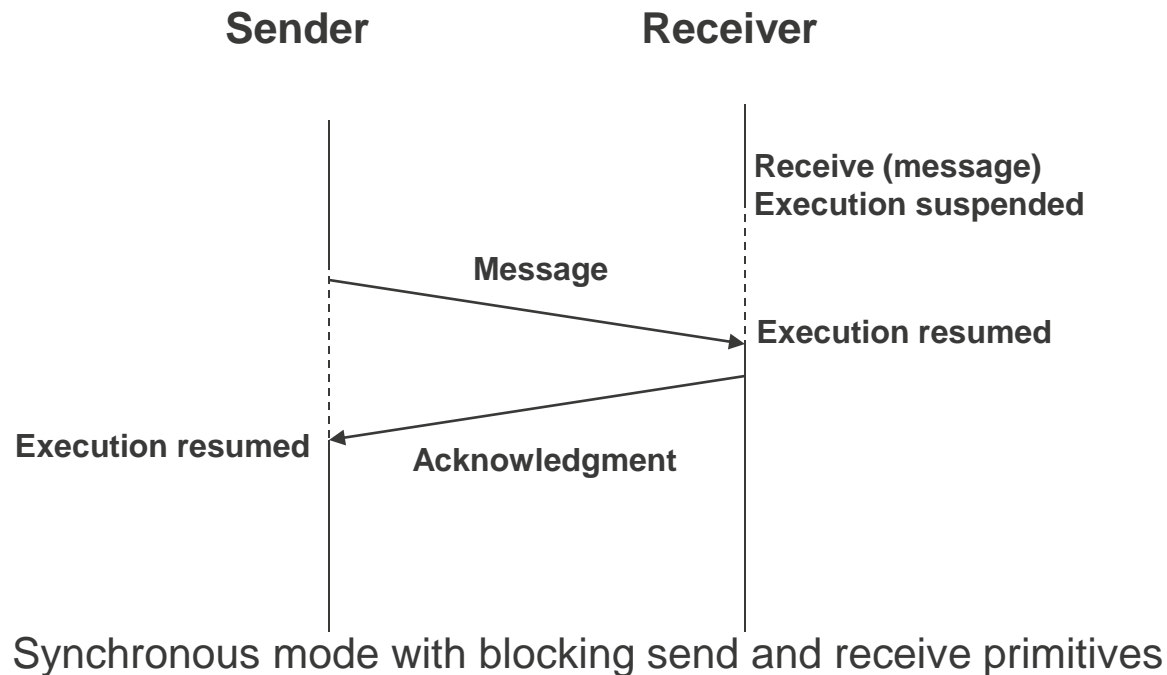 Sender
Receiver
Receive (message)
Execution suspended
Message
Execution resumed
Execution resumed
Acknowledgment
Synchronous mode with blocking send and receive primitives